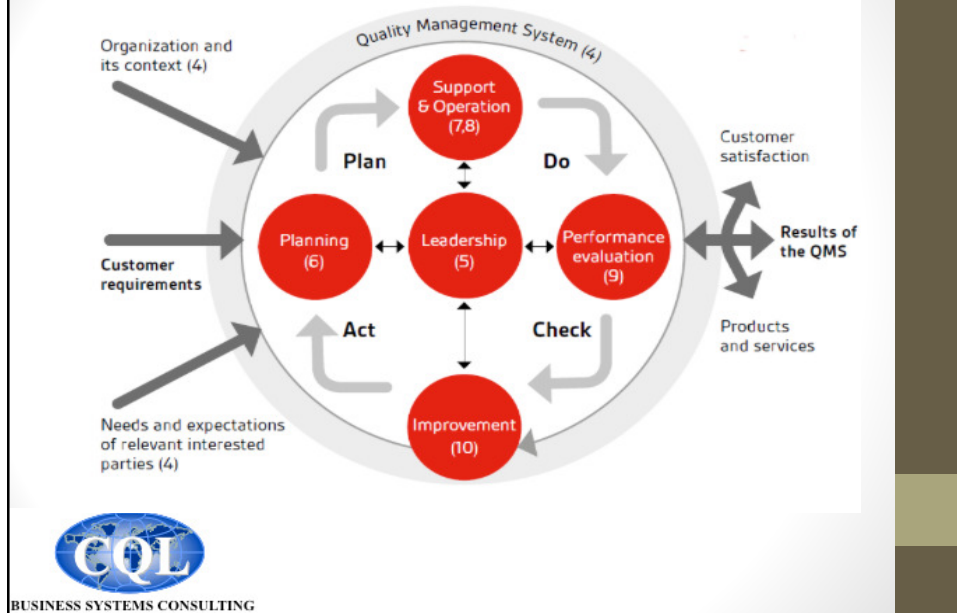 Quality Management System (4)
Organization and
its context (4)
Support
& Operation
(7,8)
Plan
Do
Customer
satisfaction
Planning
(6)
Leadership
(5)
Performance
evaluation
(9)
Results of
the QMS
Customer
requirements
Act
Check
Products
and services
Needs and expectations
of relevant interested
parties (4)
Improvement
(10)
CQL
BUSINESS SYSTEMS CONSULTING